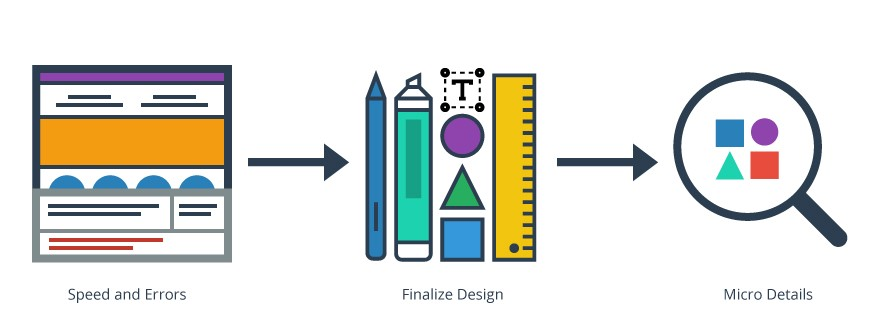 T
Speed and Errors
Finalize Design
Micro Details